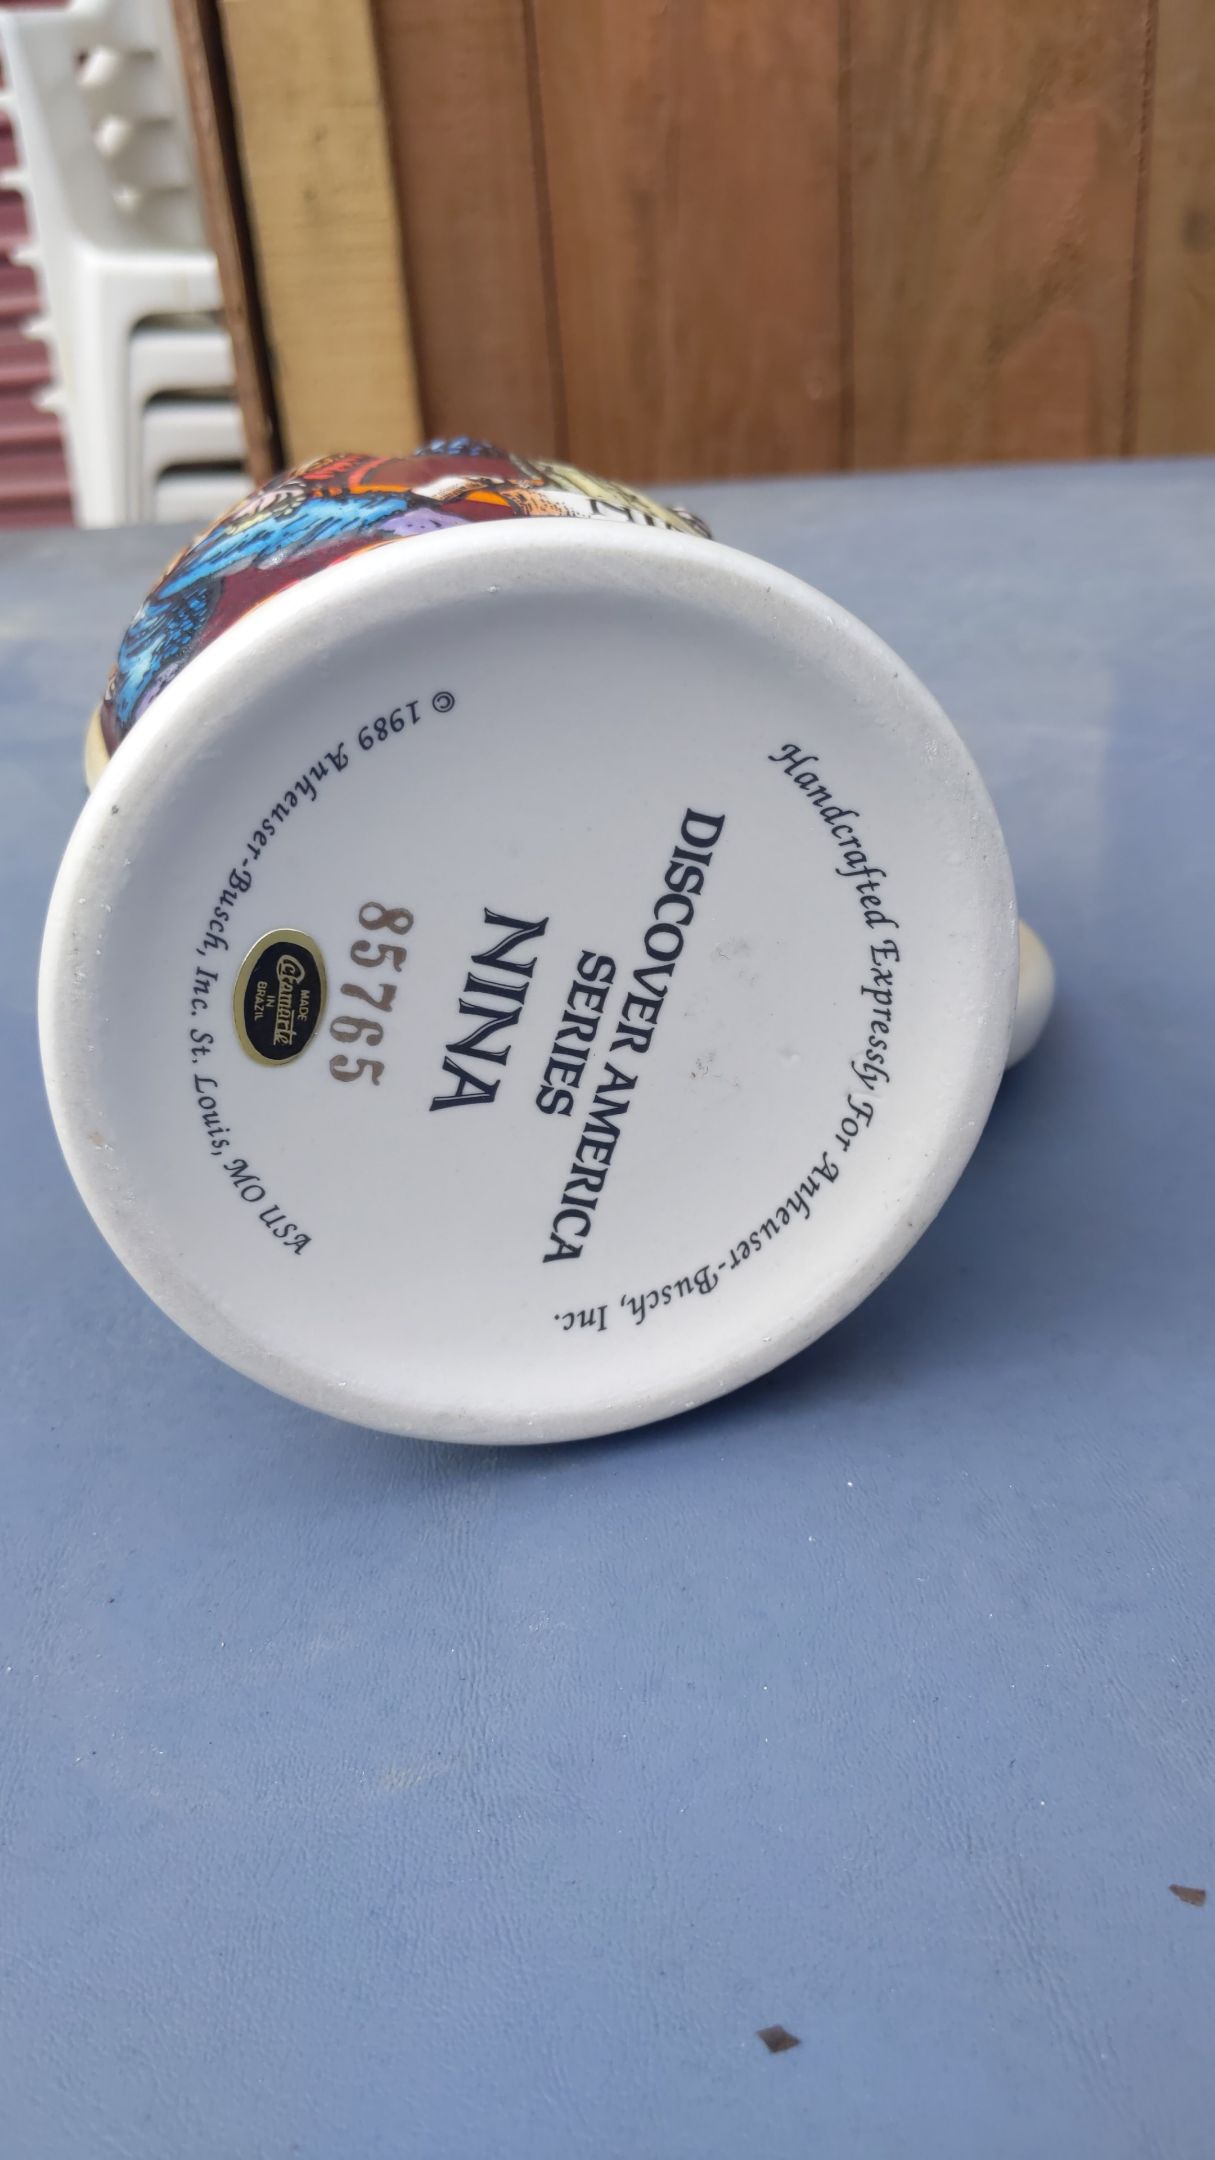 Handcrafted Expressly For Anheuser-Busch, Inc.
DISCOVER AMERICA
SERIES
NINA
85765
MADE
Ceramarte
IN
BRAZIL
© 1989 Anheuser-Busch, Inc. St. Louis, MO USA